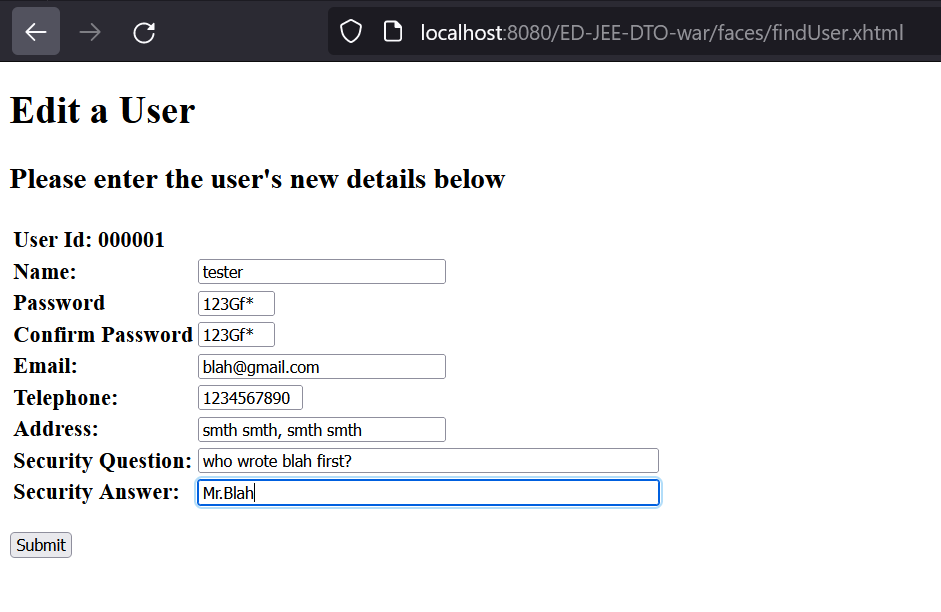 localhost:8080/ED-JEE-DTO-war/faces/findUser.xhtml
Edit a User
Please enter the user's new details below
User Id: 000001
Name: tester
Password 123Gf*
Confirm Password 123Gf*
Email: blah@gmail.com
Telephone: 1234567890
Address: smth smth, smth smth
Security Question: who wrote blah first?
Security Answer: Mr.Blah
Submit